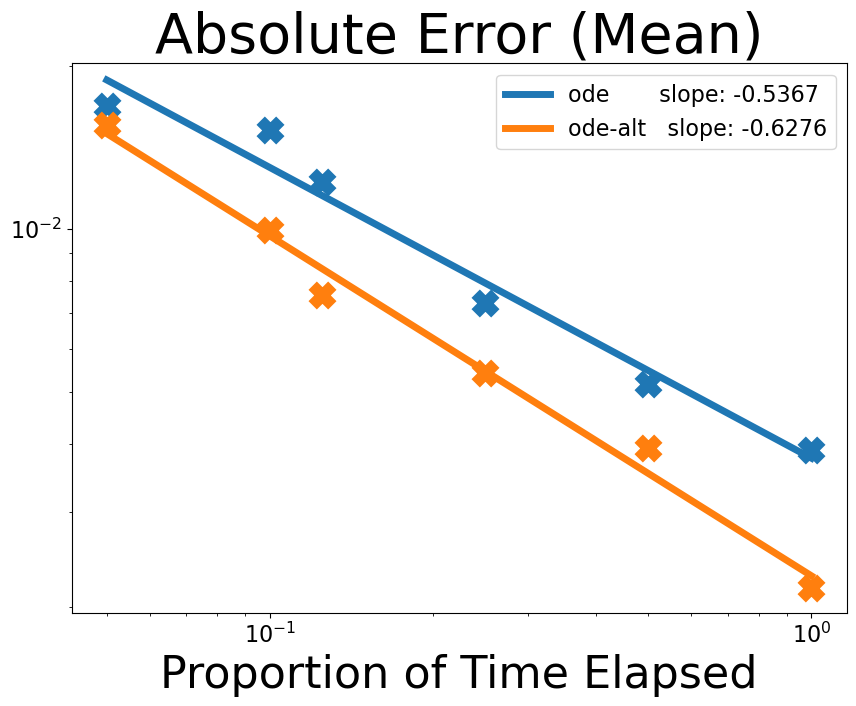 Absolute Error (Mean)
ode slope: -0.5367
ode-alt slope: -0.6276
10⁻²
10⁻¹ 10⁰
Proportion of Time Elapsed